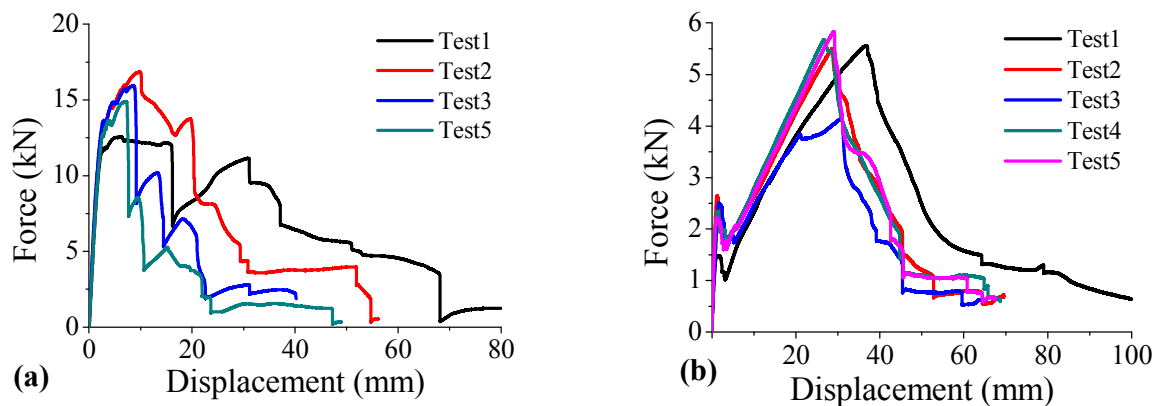 20
15
10
5
0
Force (kN)
0 20 40 60 80
Displacement (mm)
Test1
Test2
Test3
Test5
(a)
6
5
4
3
2
1
0
Force (kN)
0 20 40 60 80 100
Displacement (mm)
Test1
Test2
Test3
Test4
Test5
(b)